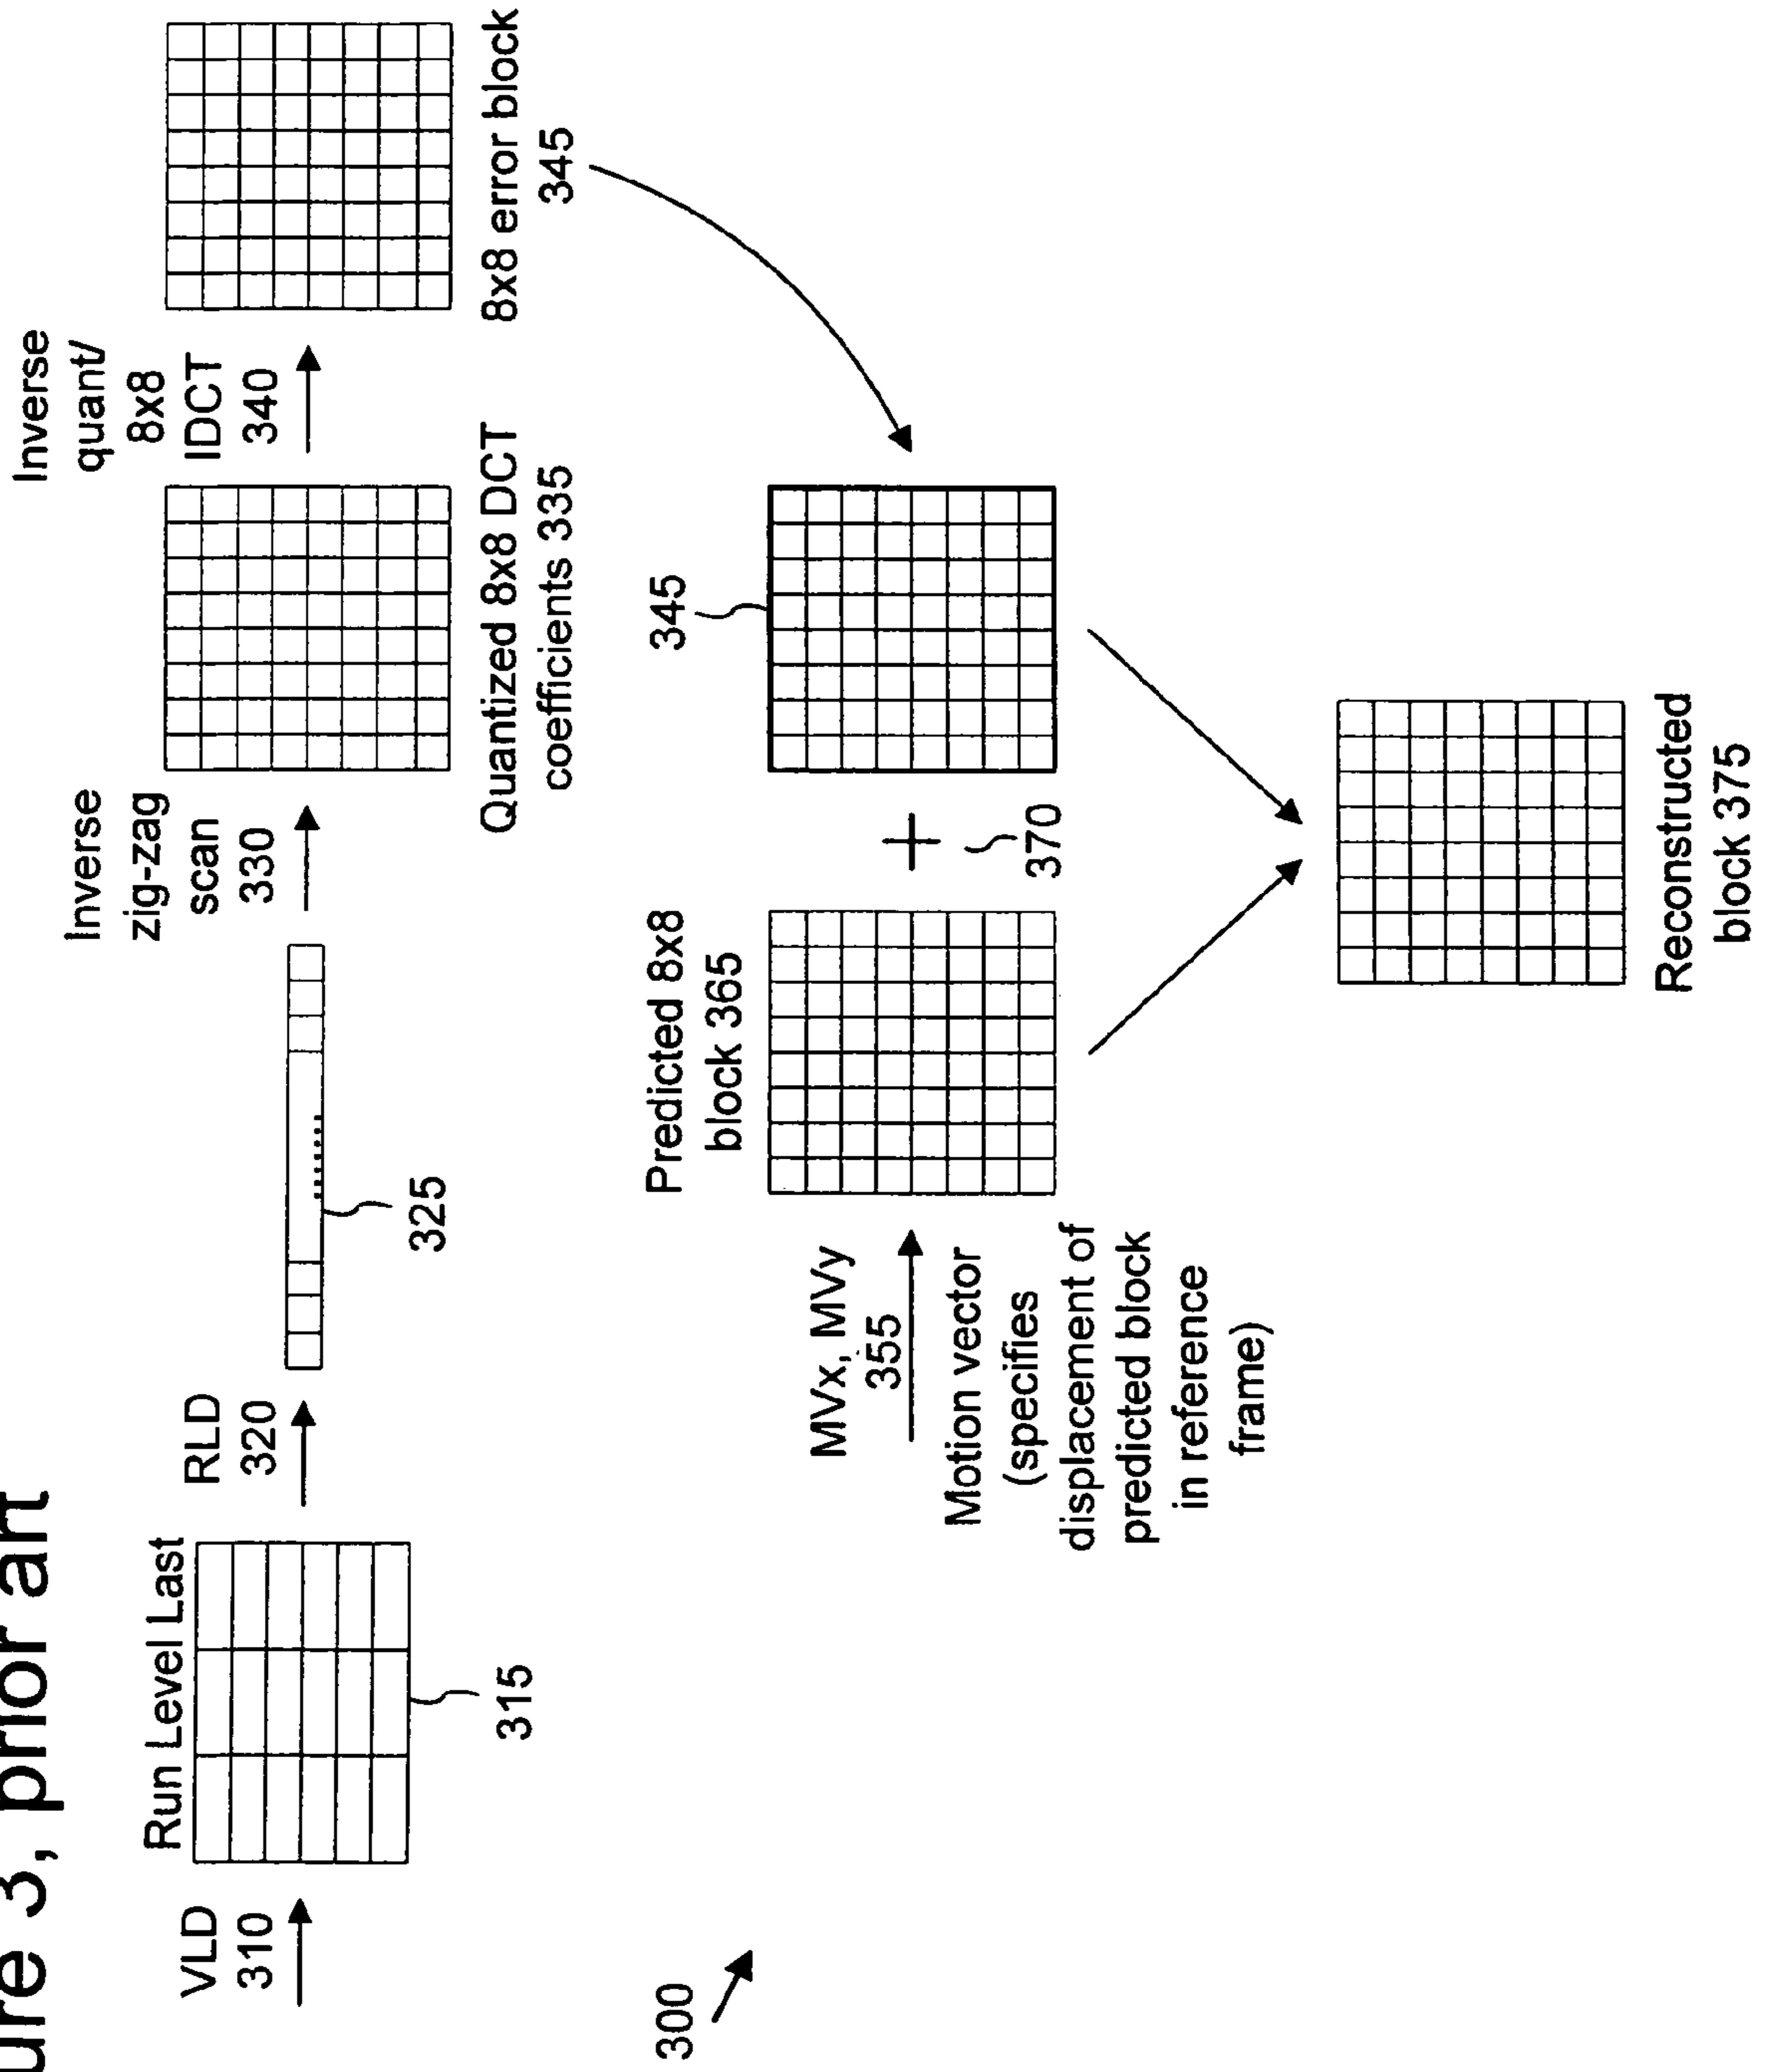 3, prior art
VLD
310
Run Level Last
315
RLD
320
325
Inverse
zig-zag
scan
330
Quantized 8x8 DCT
coefficients 335
Inverse
quant/
8x8
IDCT
340
8x8 error block
345
300
MVx, MVy
355
Motion vector
(specifies
displacement of
predicted block
in reference
frame)
Predicted 8x8
block 365
370
+
345
Reconstructed
block 375